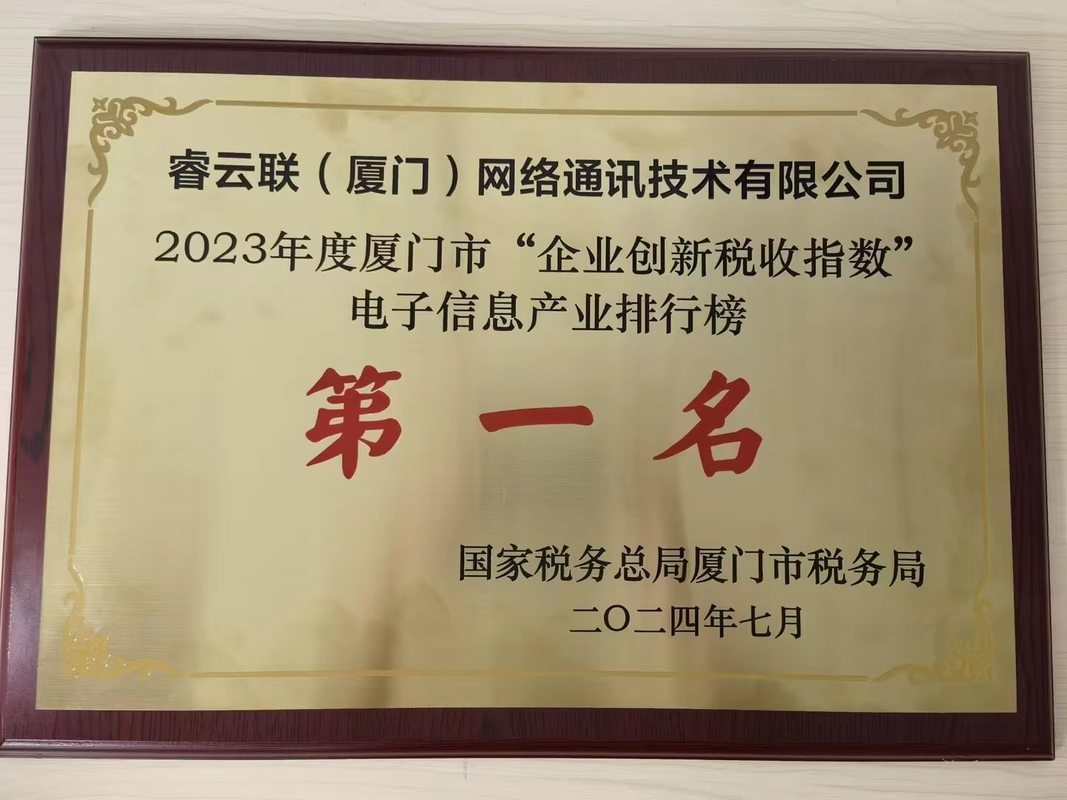 睿云联（厦门）网络通讯技术有限公司
2023年度厦门市“企业创新税收指数”
电子信息产业排行榜
第一名
国家税务总局厦门市税务局
二〇二四年七月